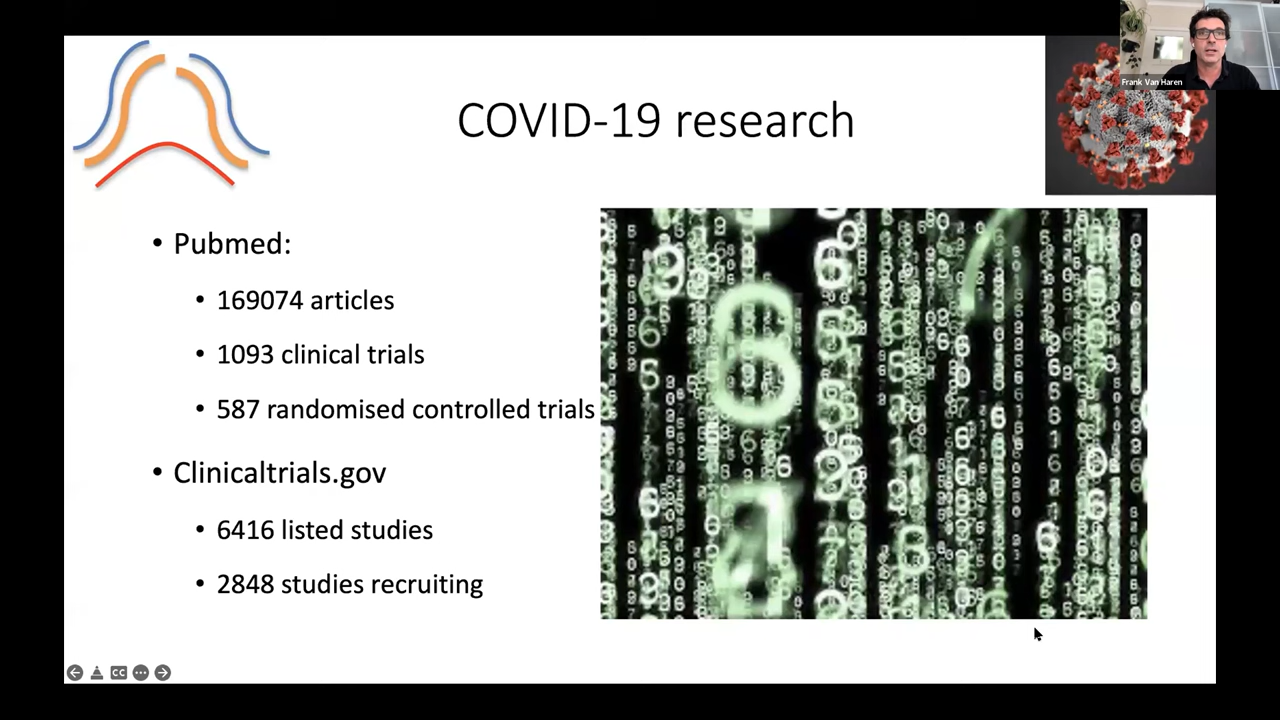 Frank Van Haren
COVID-19 research
• Pubmed:
• 169074 articles
• 1093 clinical trials
• 587 randomised controlled trials
• Clinicaltrials.gov
• 6416 listed studies
• 2848 studies recruiting
CC